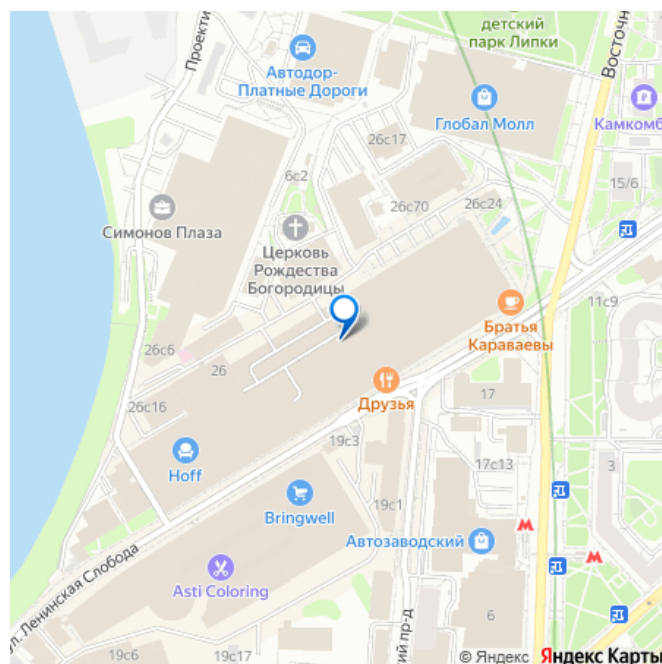 детский
парк Липки
Проекти
Восточн
Автодор-
Платные Дороги
Глобал Молл
Камкомб
26с17
15/6
6с2
26с70
26с24
Симонов Плаза
Церковь
Рождества
Богородицы
11с9
Братья
Караваевы
26с6
26
Друзья
17
26с16
19с3
Hoff
17с13
3
Bringwell
19с1
Автозаводский
ул. Ленинская Слобода
Asti Coloring
6
ий пр-д
19с6
19с17
© Яндекс Яндекс Карты